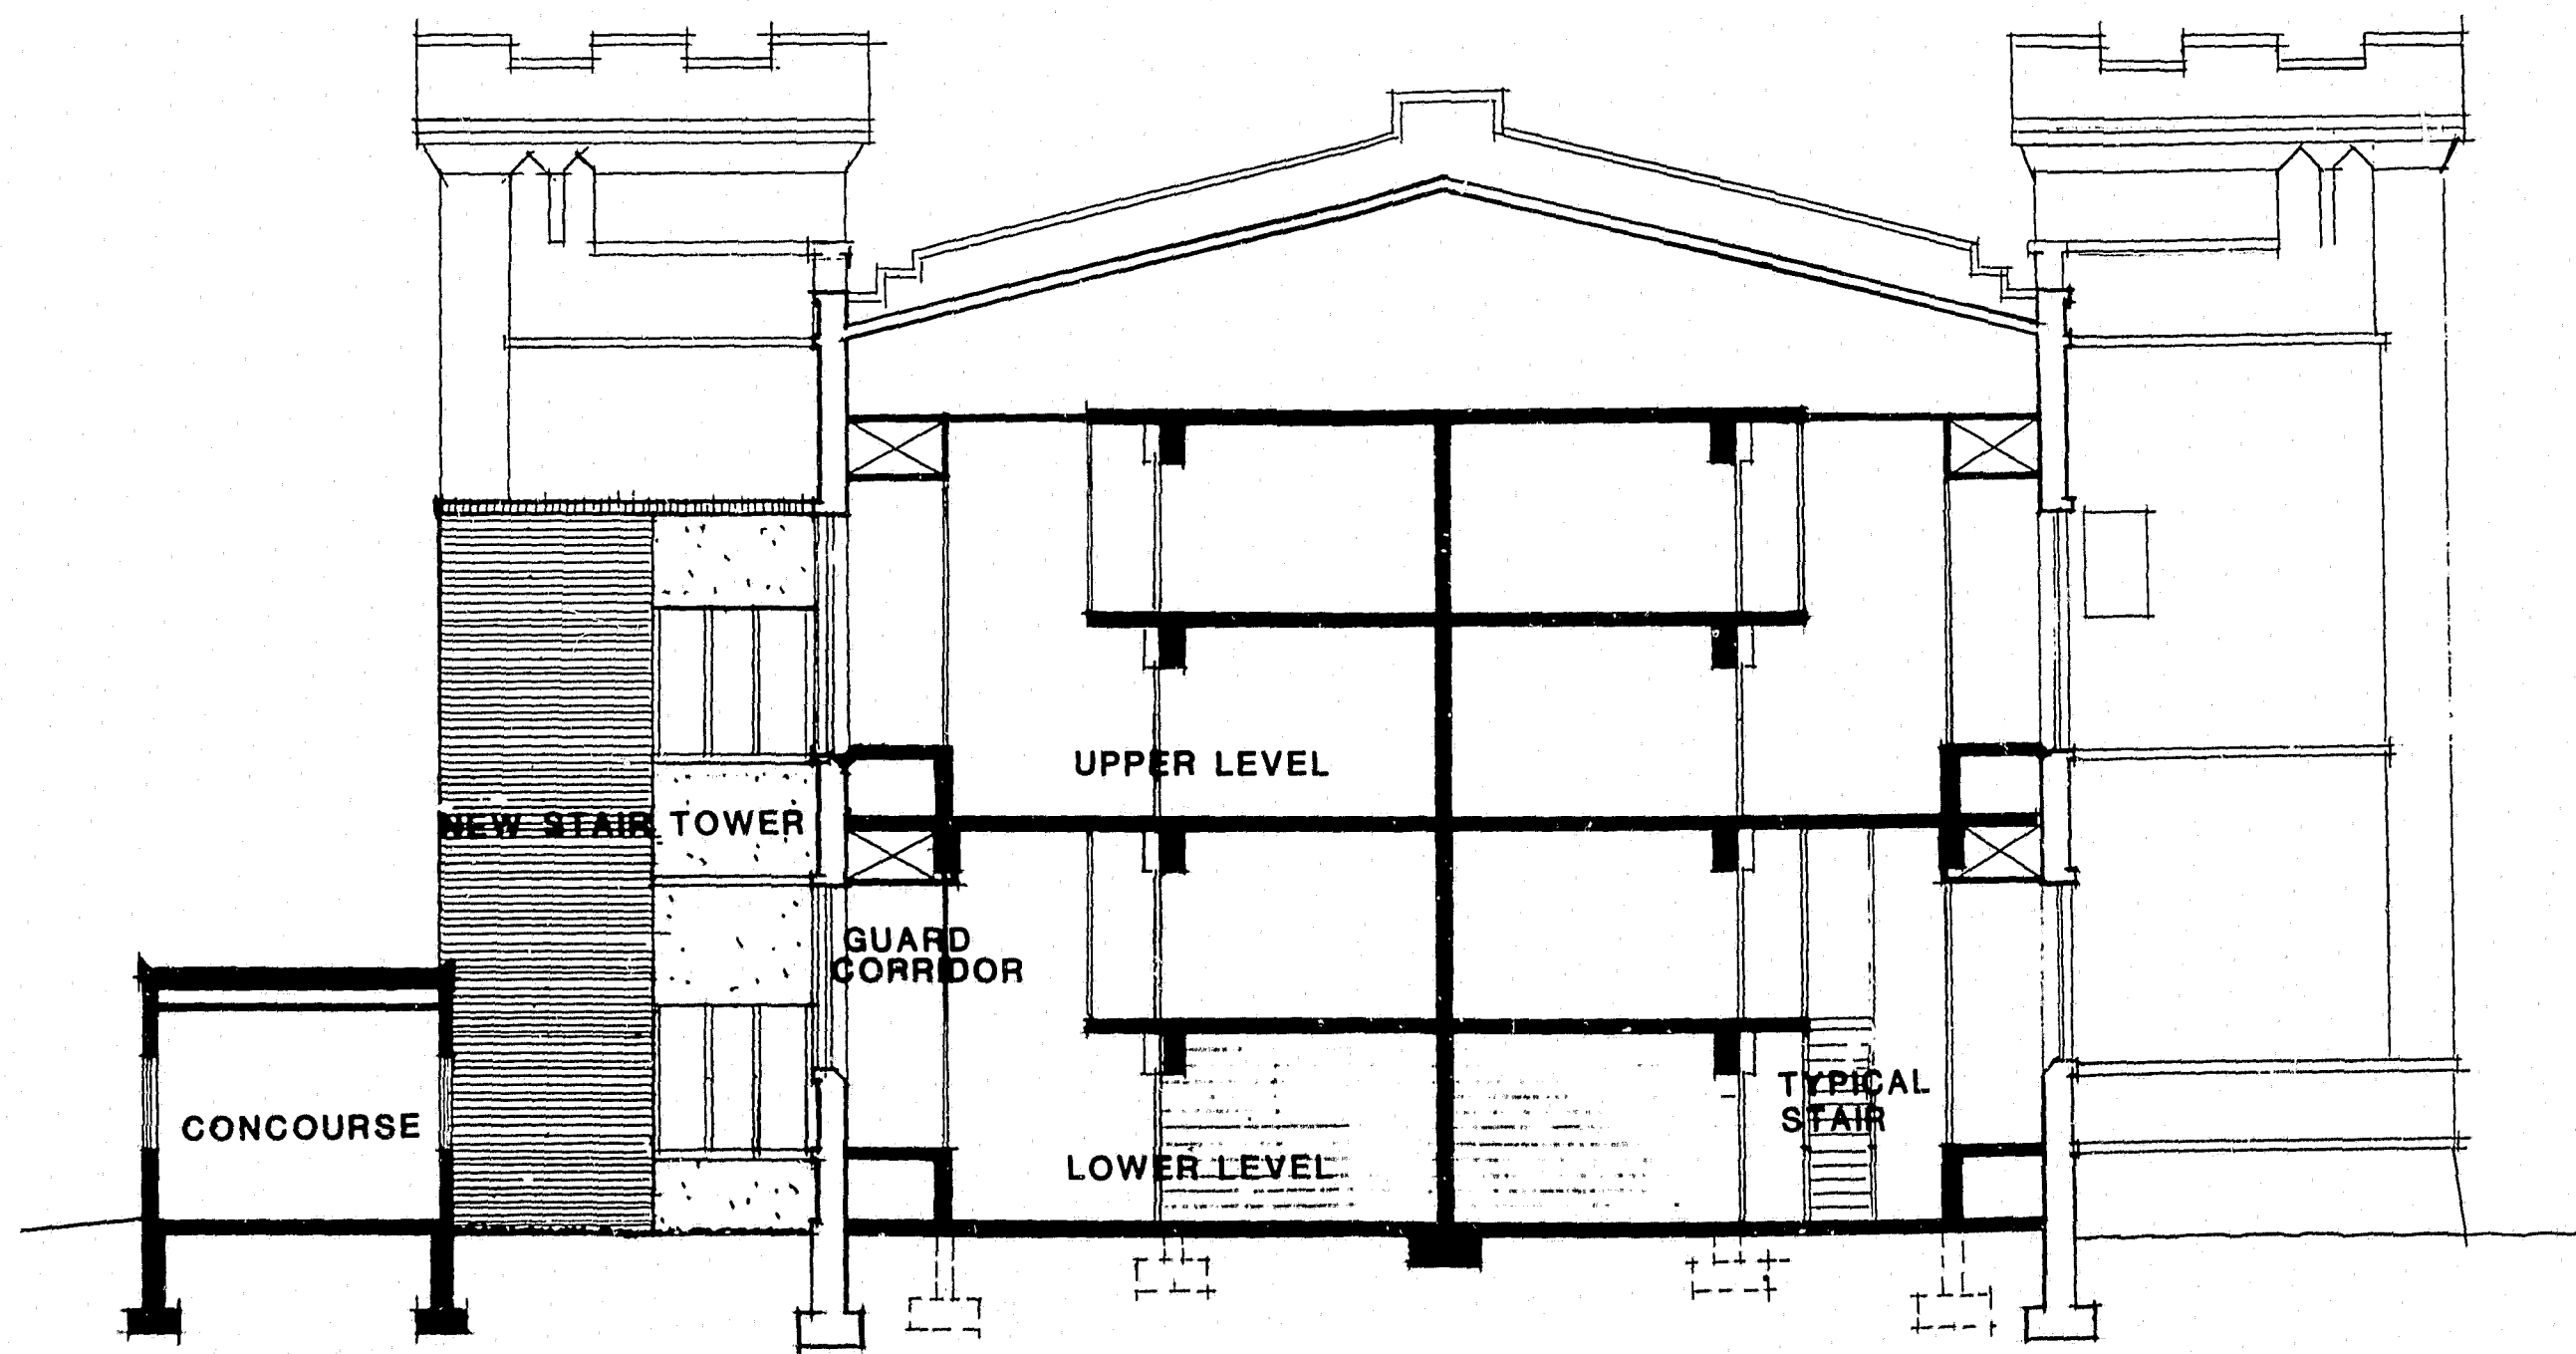 UPPER LEVEL
NEW STAIR TOWER
GUARD
CORRIDOR
TYPICAL
STAIR
CONCOURSE
LOWER LEVEL